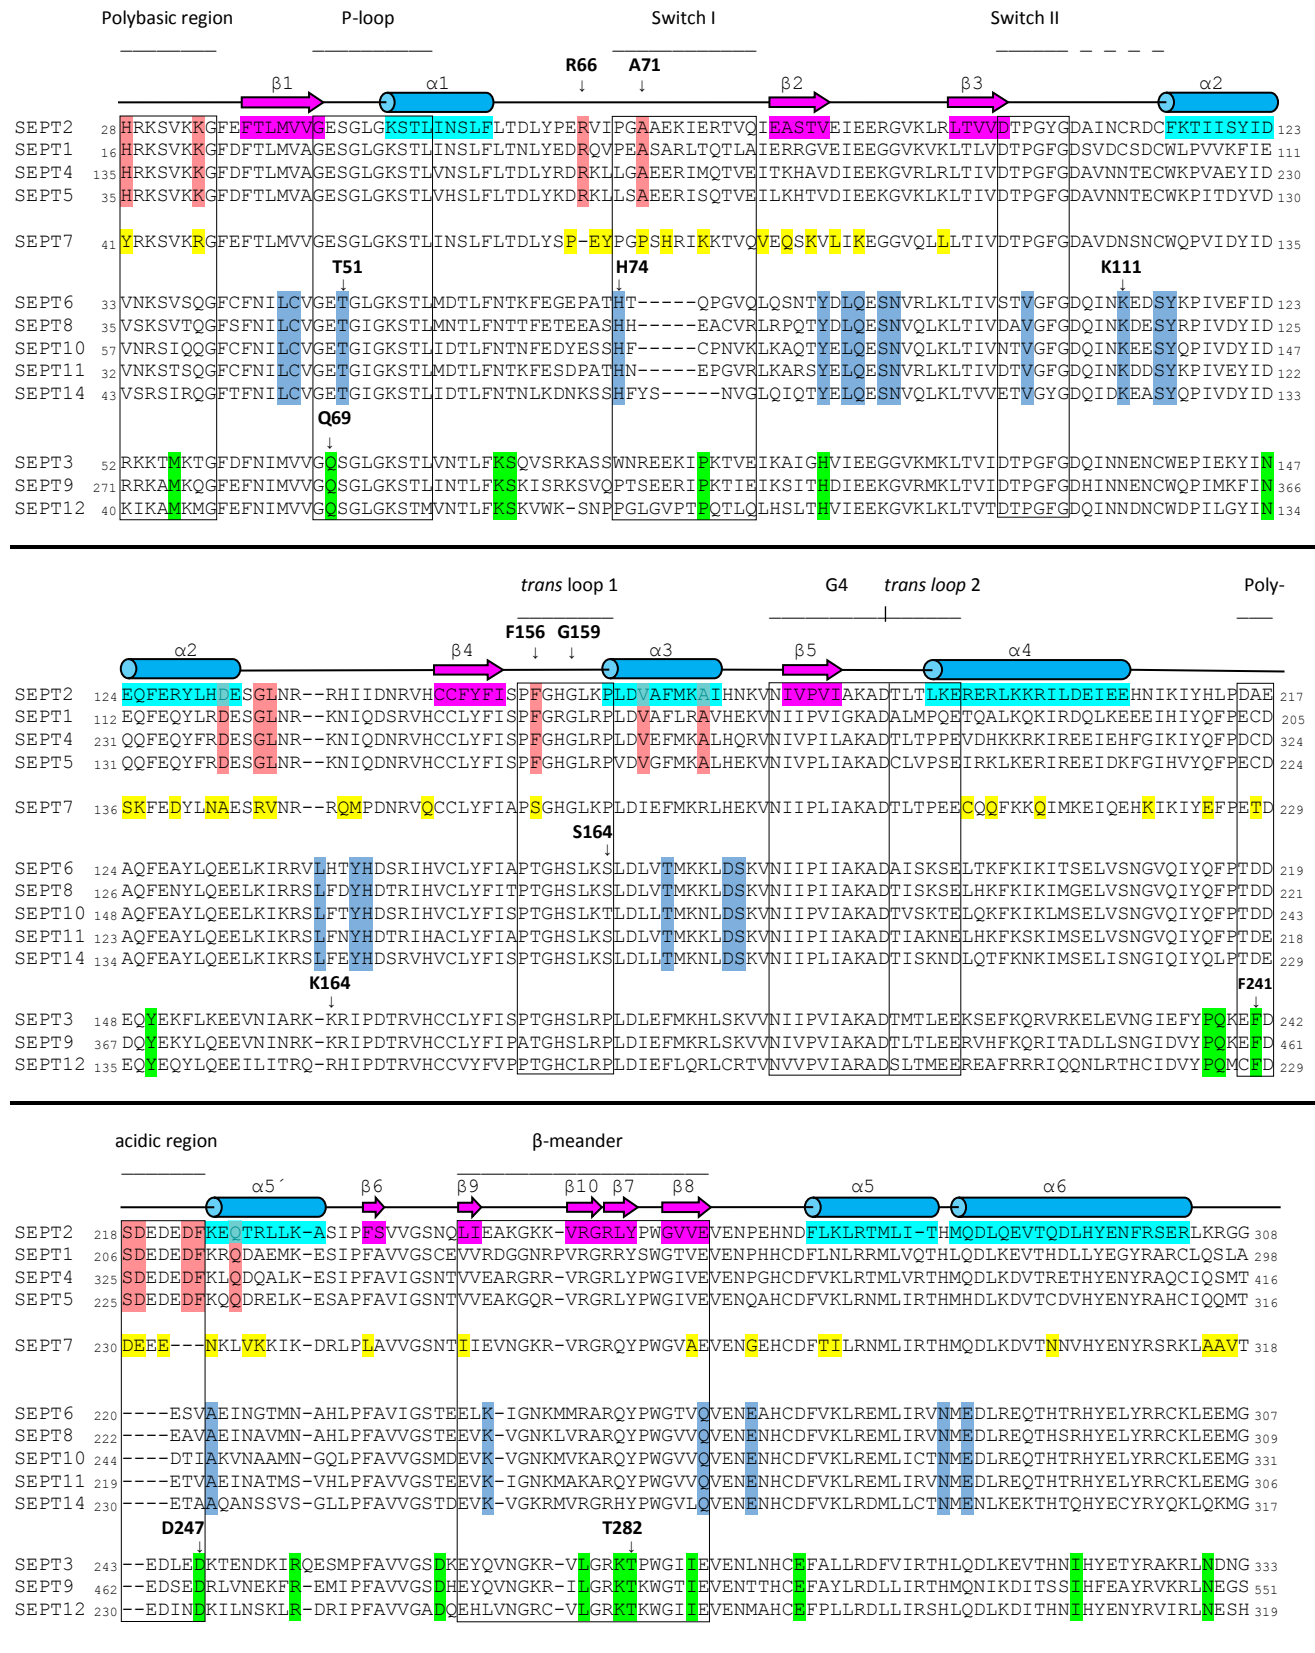 Polybasic region P-loop Switch I Switch II
R66 A71
↓ ↓
β1 α1 β2 β3 α2
SEPT2 28 HRKSVKKGFEFTLMVVGESGLGKSTLINSLFLTDLYPERVIPGAAEKIERTVQIEASTVEIEERGVKLRLTVVDTPGYGDAINCRDCFKTIISYID 123
SEPT1 16 HRKSVKKGFDFTLMVAGESGLGKSTLINSLFLTNLYEDRQVPEASARLTQTLAIERRGVEIEEGGVKVKLTLVDTPGFGDSVDCSDCWLPVVKFIE 111
SEPT4 135 HRKSVKKGFDFTLMVAGESGLGKSTLVNSLFLTDLYRDRKLLGAEERIMQTVEITKHAVDIEEKGVRLRLTIVDTPGFGDAVNNTECWKPVAEYID 230
SEPT5 35 HRKSVKKGFDFTLMVAGESGLGKSTLVHSLFLTDLYKDRKLLSAEERISQTVEILKHTVDIEEKGVKLKLTIVDTPGFGDAVNNTECWKPITDYVD 130
SEPT7 41 YRKSVKRGFEFTLMVVGESGLGKSTLINSLFLTDLYSP-EYPGPSHRIKKTVQVEQSKVLIKEGGVQLLLTIVDTPGFGDAVDNSNCWQPVIDYID 135
T51 H74 K111
↓ ↓ ↓
SEPT6 33 VNKSVSQGFCFNILCVGETGLGKSTLMDTLFNTKFEGEPATHT-----QPGVQLQSNTYDLQESNVRLKLTIVSTVGFGDQINKEDSYKPIVEFID 123
SEPT8 35 VSKSVTQGFSFNILCVGETGIGKSTLMNTLFNTTFETEEASHH-----EACVRLRPQTYDLQESNVQLKLTIVDAVGFGDQINKDESYRPIVDYID 125
SEPT10 57 VNRSIQQGFCFNILCVGETGIGKSTLIDTLFNTNFEDYESSHF-----CPNVKLKAQTYELQESNVQLKLTIVNTVGFGDQINKEESYQPIVDYID 147
SEPT11 32 VNKSTSQGFCFNILCVGETGIGKSTLMDTLFNTKFESDPATHN-----EPGVRLKARSYELQESNVRLKLTIVDTVGFGDQINKDDSYQPIVEYID 122
SEPT14 43 VSRSIRQGFTFNILCVGETGIGKSTLIDTLFNTNLKDNKSSHFYS-----NVGLQIQTYELQESNVQLKLTVVETVGYGDQIDKEASYQPIVDYID 133
Q69
↓
SEPT3 52 RKKTMKTGFDFNIMVVGQSGLGKSTLVNTLFKSQVSRKASSWNREEKIPKTVEIKAIGHVIEEGGVKMKLTVIDTPGFGDQINNENCWEPIEKYIN 147
SEPT9 271 RRKAMKQGFEFNIMVVGQSGLGKSTLINTLFKSKISRKSVQPTSEERIPKTIEIKSITHDIEEKGVRMKLTVIDTPGFGDHINNENCWQPIMKFIN 366
SEPT12 40 KIKAMKMGFEFNIMVVGQSGLGKSTMVNTLFKSKVWK-SNPPGLGVPTPQTLQLHSLTHVIEEKGVKLKLTVTDTPGFGDQINNDNCWDPILGYIN 134
trans loop 1 G4 trans loop 2 Poly-
F156 G159
↓ ↓
α2 β4 α3 β5 α4
SEPT2 124 EQFERYLHDESGLNR--RHIIDNRVHCCFYFISPFGHGLKPLDVAFMKAIHNKVNIVPVIAKADTLTLKERERLKKRILDEIEEHNIKIYHLPDAE 217
SEPT1 112 EQFEQYLRDESGLNR--KNIQDSRVHCCLYFISPFGRGLRPLDVAFLRAVHEKVNIIPVIGKADALMPQETQALKQKIRDQLKEEEIHIYQFPECD 205
SEPT4 231 QQFEQYFRDESGLNR--KNIQDNRVHCCLYFISPFGHGLRPLDVEFMKALHQRVNIVPILAKADTLTPPEVDHKKRKIREEIEHFGIKIYQFPDCD 324
SEPT5 131 QQFEQYFRDESGLNR--KNIQDNRVHCCLYFISPFGHGLRPVDVGFMKALHEKVNIVPLIAKADCLVPSEIRKLKERIREEIDKFGIHVYQFPECD 224
SEPT7 136 SKFEDYLNAESRVNR--RQMPDNRVQCCLYFIAPSGHGLKPLDIEFMKRLHEKVNIIPLIAKADTLTPEECQQFKKQIMKEIQEHKIKIYEFPETD 229
S164
↓
SEPT6 124 AQFEAYLQEELKIRRVLHTYHDSRIHVCLYFIAPTGHSLKSLDLVTMKKLDSKVNIIPIIAKADAISKSELTKFKIKITSELVSNGVQIYQFPTDD 219
SEPT8 126 AQFENYLQEELKIRRSLFDYHDTRIHVCLYFITPTGHSLKSLDLVTMKKLDSKVNIIPIIAKADTISKSELHKFKIKIMGELVSNGVQIYQFPTDD 221
SEPT10 148 AQFEAYLQEELKIKRSLFTYHDSRIHVCLYFISPTGHSLKTLDLLTMKNLDSKVNIIPVIAKADTVSKTELQKFKIKLMSELVSNGVQIYQFPTDD 243
SEPT11 123 AQFEAYLQEELKIKRSLFNYHDTRIHACLYFIAPTGHSLKSLDLVTMKKLDSKVNIIPIIAKADTIAKNELHKFKSKIMSELVSNGVQIYQFPTDE 218
SEPT14 134 AQFEAYLQEELKIKRSLFEYHDSRVHVCLYFISPTGHSLKSLDLLTMKNLDSKVNIIPVIAKADTISKNDLQTFKNKIMSELISNGIQIYQLPTDE 229
K164 F241
↓ ↓
SEPT3 148 EQYEKFLKEEVNIARK-KRIPDTRVHCCLYFISPTGHSLRPLDLEFMKHLSKVVNIIPVIAKADTMTLEEKSEFKQRVRKELEVNGIEFYPQKEFD 242
SEPT9 367 DQYEKYLQEEVNINRK-KRIPDTRVHCCLYFIPATGHSLRPLDIEFMKRLSKVVNIVPVIAKADTLTLEERVHFKQRITADLLSNGIDVYPQKEFD 461
SEPT12 135 EQYEQYLQEEILITRQ-RHIPDTRVHCCVYFVPPTGHCLRPLDIEFLQRLCRTVNVVPVIARADSLTMEEREAFRRRIQQNLRTHCIDVYPQMCFD 229
acidic region β-meander
α5´ β6 β9 β10 β7 β8 α5 α6
SEPT2 218 SDEDEDFKEQTRLLK-ASIPFSVVGSNQLIEAKGKK-VRGRLYPWGVVEVENPEHNDFLKLRTMLI-THMQDLQEVTQDLHYENFRSERLKRGG 308
SEPT1 206 SDEDEDFKRQDAEMK-ESIPFAVVGSCEVVRDGGNRPVRGRRYSWGTVEVENPHHCDFLNLRRMLVQTHLQDLKEVTHDLLYEGYRARCLQSLA 298
SEPT4 325 SDEDEDFKLQDQALK-ESIPFAVIGSNTVVEARGRR-VRGRLYPWGIVEVENPGHCDFVKLRTMLVRTHMQDLKDVTRETHYENYRAQCIQSMT 416
SEPT5 225 SDEDEDFKQQDRELK-ESAPFAVIGSNTVVEAKGQR-VRGRLYPWGIVEVENQAHCDFVKLRNMLIRTHMHDLKDVTCDVHYENYRAHCIQQMT 316
SEPT7 230 DEEE---NKLVKKIK-DRLPLAVVGSNTIIEVNGKR-VRGRQYPWGVAEVENGEHCDFTILRNMLIRTHMQDLKDVTNNVHYENYRSRKLAAVT 318
SEPT6 220 ----ESVAEINGTMN-AHLPFAVIGSTEELK-IGNKMMRARQYPWGTVQVENEAHCDFVKLREMLIRVNMEDLREQTHTRHYELYRRCKLEEMG 307
SEPT8 222 ----EAVAEINAVMN-AHLPFAVVGSTEEVK-VGNKLVRARQYPWGVVQVENENHCDFVKLREMLIRVNMEDLREQTHSRHYELYRRCKLEEMG 309
SEPT10 244 ----DTIAKVNAAMN-GQLPFAVVGSMDEVK-VGNKMVKARQYPWGVVQVENENHCDFVKLREMLICTNMEDLREQTHTRHYELYRRCKLEEMG 331
SEPT11 219 ----ETVAEINATMS-VHLPFAVVGSTEEVK-IGNKMAKARQYPWGVVQVENENHCDFVKLREMLIRVNMEDLREQTHTRHYELYRRCKLEEMG 306
SEPT14 230 ----ETAAQANSSVS-GLLPFAVVGSTDEVK-VGKRMVRGRHYPWGVLQVENENHCDFVKLRDMLLCTNMENLKEKTHTQHYECYRYQKLQKMG 317
D247 T282
↓ ↓
SEPT3 243 --EDLEDKTENDKIRQESMPFAVVGSDKEYQVNGKR-VLGRKTPWGIIEVENLNHCEFALLRDFVIRTHLQDLKEVTHNIHYETYRAKRLNDNG 333
SEPT9 462 --EDSEDRLVNEKFR-EMIPFAVVGSDHEYQVNGKR-ILGRKTKWGTIEVENTTHCEFAYLRDLLIRTHMQNIKDITSSIHFEAYRVKRLNEGS 551
SEPT12 230 --EDINDKILNSKLR-DRIPFAVVGADQEHLVNGRC-VLGRKTKWGIIEVENMAHCEFPLLRDLLIRSHLQDLKDITHNIHYENYRVIRLNESH 319